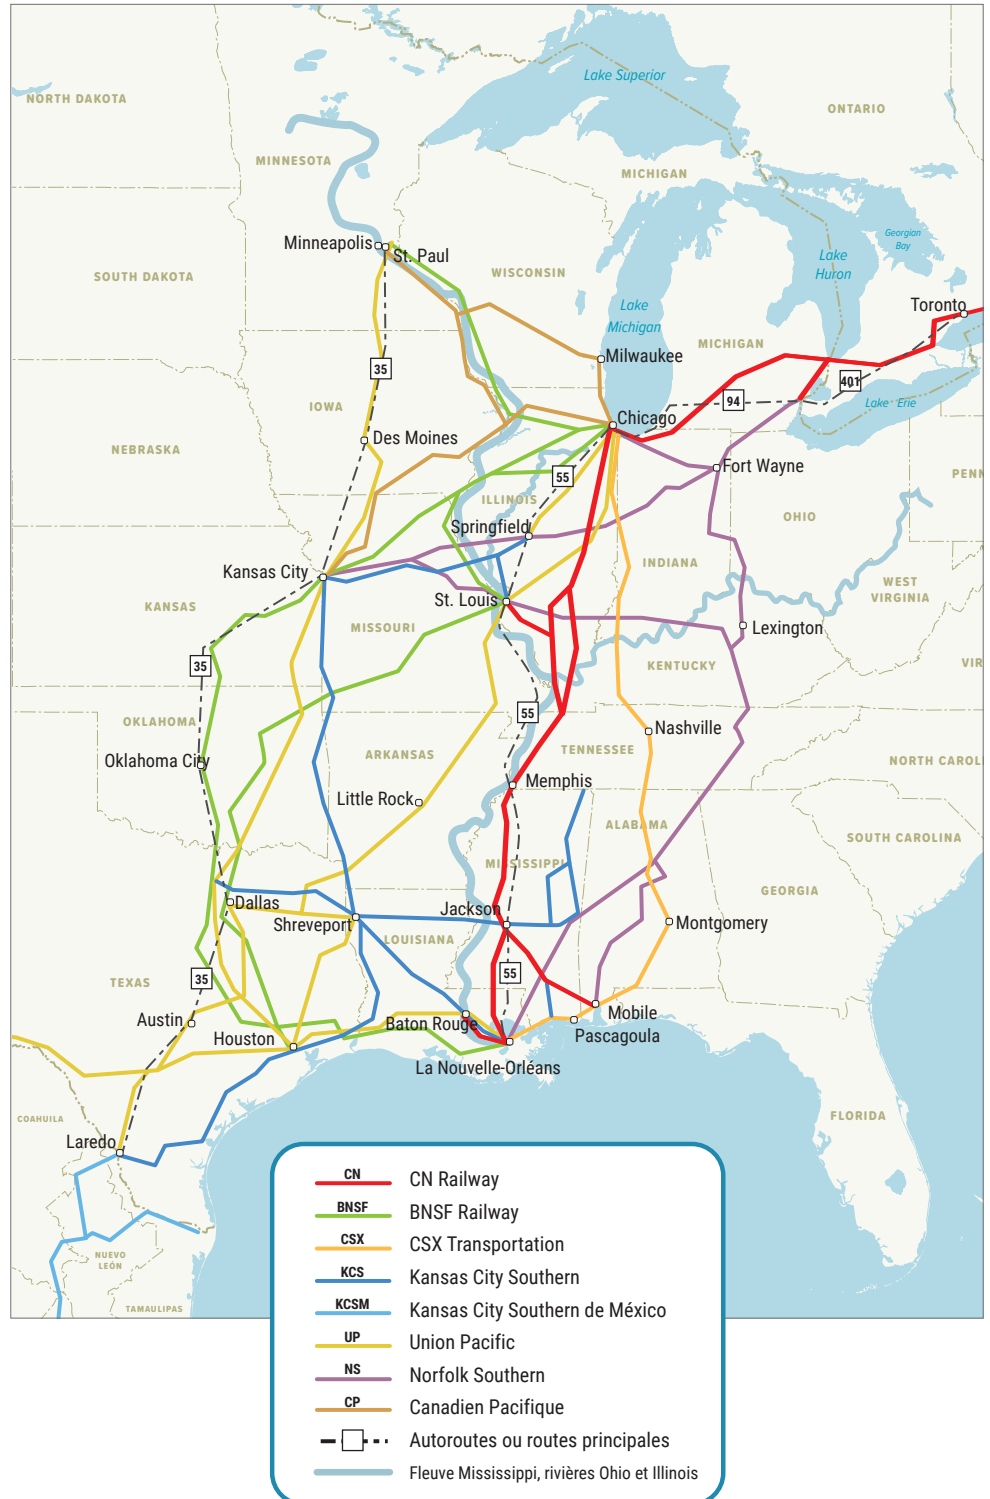 Lake Superior
NORTH DAKOTA
ONTARIO
MINNESOTA
MICHIGAN
Georgian
Bay
Minneapolis
St. Paul
Lake
Huron
SOUTH DAKOTA
WISCONSIN
Lake
Michigan
Toronto
MICHIGAN
Milwaukee
35
401
94
Lake Erie
IOWA
Chicago
Des Moines
NEBRASKA
Fort Wayne
55
PENN
ILLINOIS
OHIO
Springfield
INDIANA
Kansas City
WEST
VIRGINIA
St. Louis
KANSAS
MISSOURI
Lexington
35
KENTUCKY
VIR
55
OKLAHOMA
Nashville
TENNESSEE
ARKANSAS
Oklahoma City
NORTH CAROLI
Memphis
Little Rock
ALABAMA
SOUTH CAROLINA
MISSISSIPPI
GEORGIA
Dallas
Jackson
Shreveport
Montgomery
LOUISIANA
55
35
TEXAS
Mobile
Austin
Baton Rouge
Pascagoula
Houston
La Nouvelle-Orléans
COAHUILA
FLORIDA
Laredo
NUEVO
LEÓN
TAMAULIPAS
CN CN Railway
BNSF BNSF Railway
CSX CSX Transportation
KCS Kansas City Southern
KCSM Kansas City Southern de México
UP Union Pacific
NS Norfolk Southern
CP Canadien Pacifique
Autoroutes ou routes principales
Fleuve Mississippi, rivières Ohio et Illinois